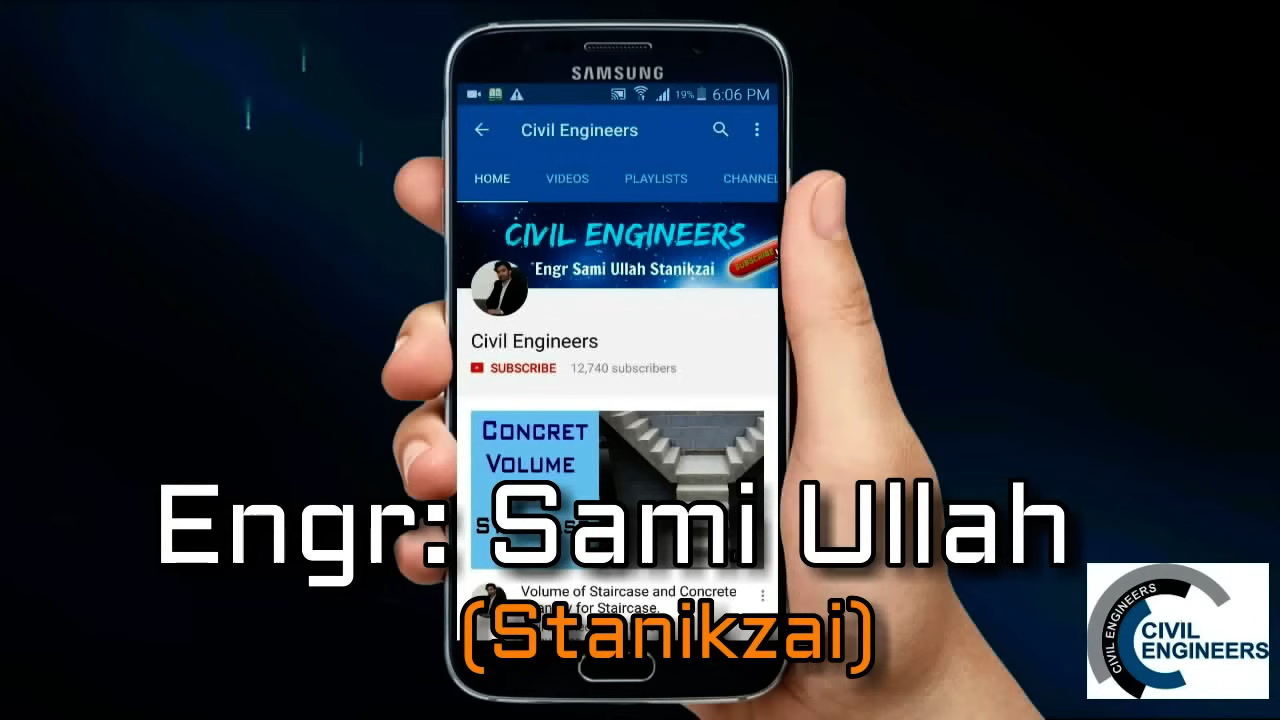 SAMSUNG
19% 6:06 PM
Civil Engineers
HOME VIDEOS PLAYLISTS CHANNEL
CIVIL ENGINEERS
Engr Sami Ullah Stanikzai
SUBSCRIBE
Civil Engineers
SUBSCRIBE 12,740 subscribers
CONCRET
VOLUME
Engr: Sami Ullah
Volume of Staircase and Concrete
for Staircase.
(Stanikzai)
CIVIL ENGINEERS
CIVIL
ENGINEERS